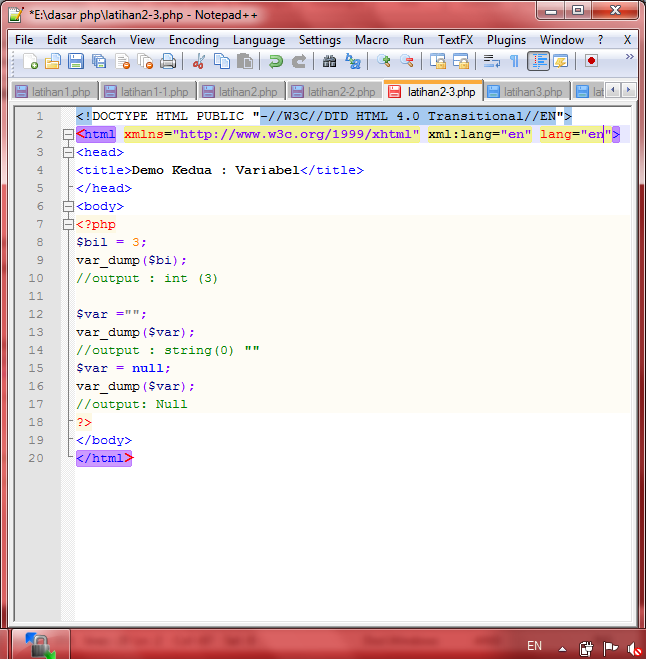 *E:\dasar php\latihan2-3.php - Notepad++
File Edit Search View Encoding Language Settings Macro Run TextFX Plugins Window ? X
latihan1.php latihan1-1.php latihan2.php latihan2-2.php latihan2-3.php latihan3.php
1 <!DOCTYPE HTML PUBLIC "-//W3C//DTD HTML 4.0 Transitional//EN">
2 <html xmlns="http://www.w3c.org/1999/xhtml" xml:lang="en" lang="en">
3 <head>
4 <title>Demo Kedua : Variabel</title>
5 </head>
6 <body>
7 <?php
8 $bil = 3;
9 var_dump($bi);
10 //output : int (3)
11
12 $var ="";
13 var_dump($var);
14 //output : string(0) ""
15 $var = null;
16 var_dump($var);
17 //output: Null
18 ?>
19 </body>
20 </html>
EN